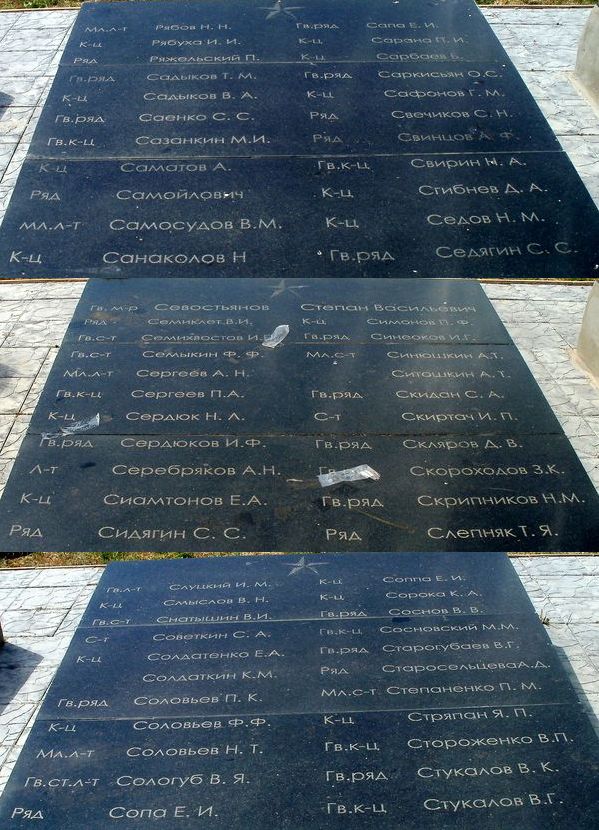 Мл.л-т Рябов Н. Н. Гв.ряд Сапа Е. И.
К-ц Рябуха И. И. К-ц Сарана П. И.
Ряд Ряжельский П. К-ц Сарбаев Б.
Гв.ряд Садыков Т. М. Гв.ряд Саркисьян О. С.
К-ц Садыков В. А. К-ц Сафонов Г. М.
Гв.ряд Саенко С. С. Ряд Свечиков С. Н.
Гв.к-ц Сазанкин М.И. Ряд Свинцов А. Ф.
К-ц Саматов А. Гв.к-ц Свирин М. А.
Ряд Самойлович К-ц Сгибнев Д. А.
мл.л-т Самосудов В.М. К-ц Седов Н. М.
К-ц Санаколов Н Гв.ряд Седягин С. С.
Гв.м-р Севостьянов Степан Васильевич
Ряд Семиклет В.И. К-ц Симонов П. Ф.
Гв.с-т Семихвостов И. Гв.ряд Синеоков И.Г.
Гв.с-т Семыкин Ф. Ф. Мл.с-т Синюшкин А.Т.
Мл.л-т Сергеев А. Н. Ситошкин А. Т.
Гв.к-ц Сергеев П.А. Гв.ряд Скидан С. А.
К-ц Сердюк Н. Л. С-т Скиртач И. П.
Гв.ряд Сердюков И.Ф. Гв.ряд Скляров Д. В.
Л-т Серебряков А.Н. Скороходов З.К.
К-ц Сиамтонов Е.А. Гв.ряд Скрипников Н.М.
Ряд Сидягин С. С. Ряд Слепняк Т. Я.
Гв.л-т Слуцкий И. М. К-ц Соппа Е. И.
К-ц Смыслов В. Н. К-ц Сорока К. А.
Гв.с-т Снатышин В.И. Гв.ряд Соснов В. В.
С-т Советкин С. А. Гв.к-ц Сосновский М.М.
К-ц Солдатенко Е.А. Гв.ряд Старогубаев В.Г.
Солдаткин К.М. Ряд Старосельцева А.Д.
Гв.ряд Соловьев П. К. Мл.с-т Степаненко П. М.
К-ц Соловьев Ф.Ф. К-ц Стряпан Я. П.
Мл.л-т Соловьев Н. Т. Гв.к-ц Стороженко В.П.
Гв.ст.л-т Сологуб В. Я. Гв.ряд Стукалов В. К.
Ряд Сопа Е. И. Гв.к-ц Стукалов В.Г.